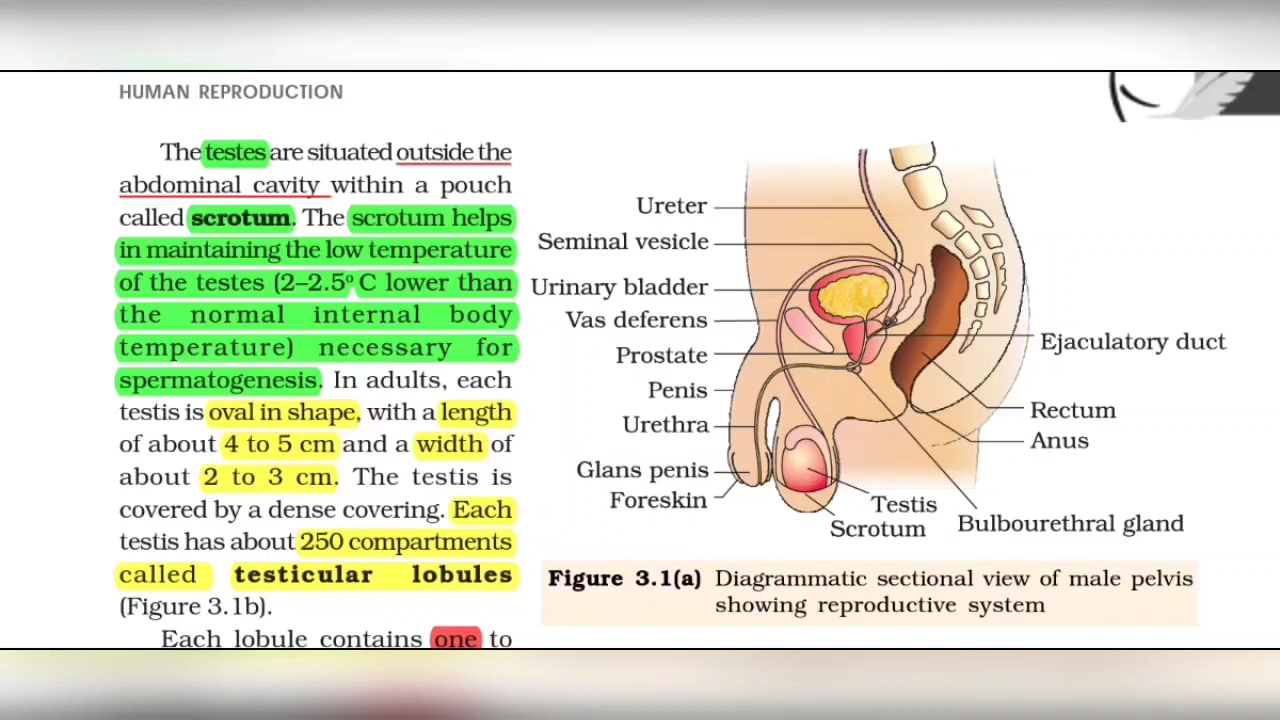 HUMAN REPRODUCTION
The testes are situated outside the
abdominal cavity within a pouch
called scrotum. The scrotum helps
in maintaining the low temperature
of the testes (2–2.5° C lower than
the normal internal body
temperature) necessary for
spermatogenesis. In adults, each
testis is oval in shape, with a length
of about 4 to 5 cm and a width of
about 2 to 3 cm. The testis is
covered by a dense covering. Each
testis has about 250 compartments
called testicular lobules
(Figure 3.1b).
Each lobule contains one to
Ureter
Seminal vesicle
Urinary bladder
Vas deferens
Prostate
Penis
Urethra
Glans penis
Foreskin
Testis
Scrotum
Bulbourethral gland
Ejaculatory duct
Rectum
Anus
Figure 3.1(a) Diagrammatic sectional view of male pelvis
showing reproductive system